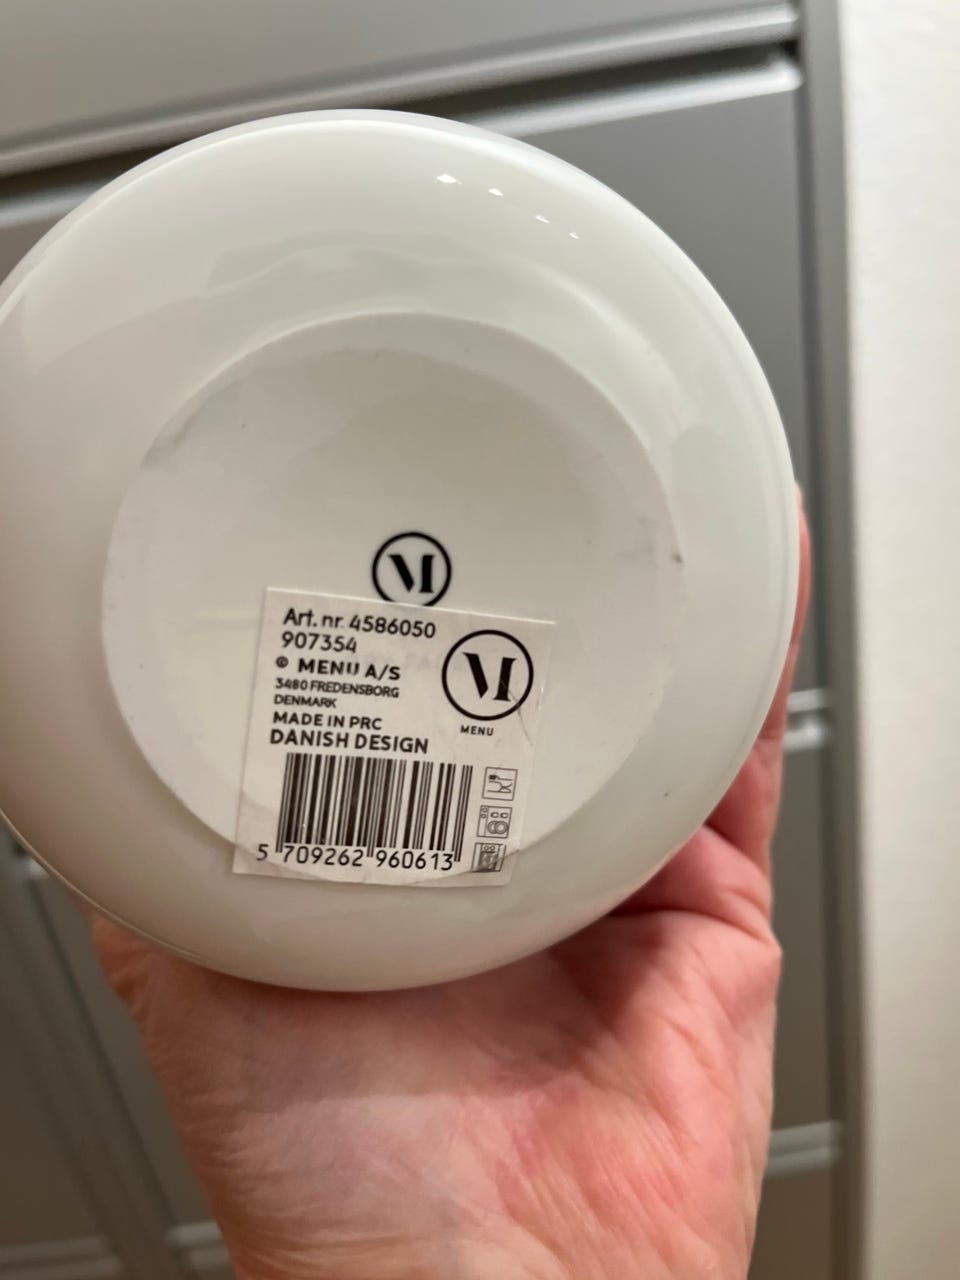 M
Art. nr. 4586050
907354
© MENU A/S
3480 FREDENSBORG
DENMARK
MADE IN PRC
DANISH DESIGN
M
MENU
5 709262 960613